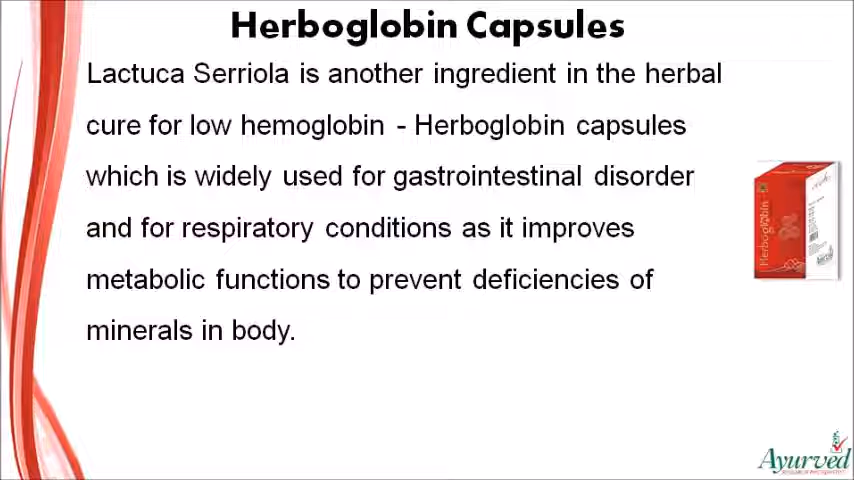 Herboglobin Capsules
Lactuca Serriola is another ingredient in the herbal
cure for low hemoglobin - Herboglobin capsules
which is widely used for gastrointestinal disorder
and for respiratory conditions as it improves
metabolic functions to prevent deficiencies of
minerals in body.
Herboglobin
Ayurved